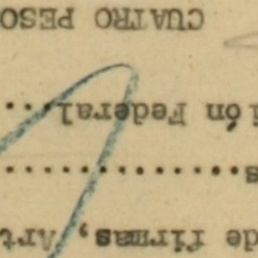 de firmas, Art
s..............
ión Federal...
CUATRO PESO